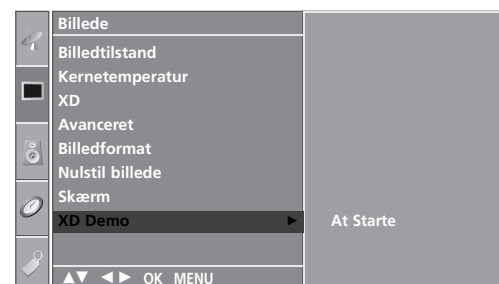 Billede
Billedtilstand
Kernetemperatur
XD
Avanceret
Billedformat
Nulstil billede
Skærm
XD Demo ► At Starte
▲▼ ◄► OK MENU